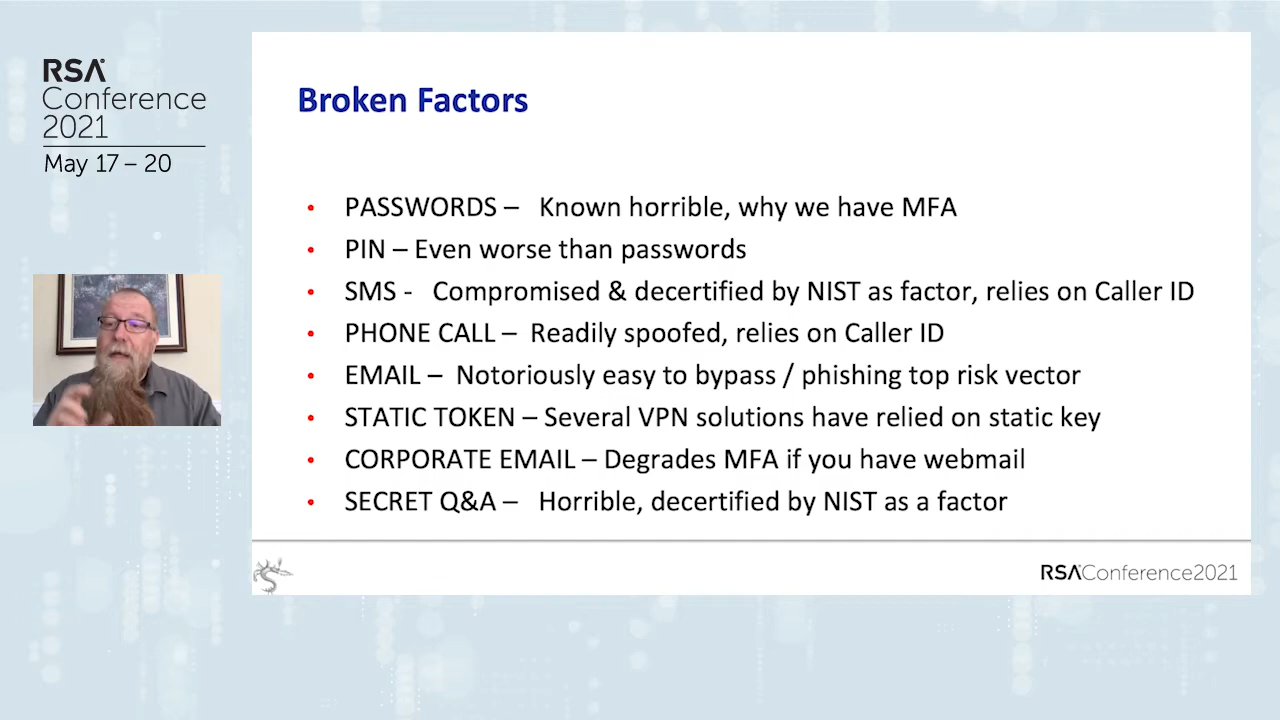 RSA
Conference
2021
May 17 – 20
Broken Factors
• PASSWORDS – Known horrible, why we have MFA
• PIN – Even worse than passwords
• SMS - Compromised & decertified by NIST as factor, relies on Caller ID
• PHONE CALL – Readily spoofed, relies on Caller ID
• EMAIL – Notoriously easy to bypass / phishing top risk vector
• STATIC TOKEN – Several VPN solutions have relied on static key
• CORPORATE EMAIL – Degrades MFA if you have webmail
• SECRET Q&A – Horrible, decertified by NIST as a factor
RSAConference2021